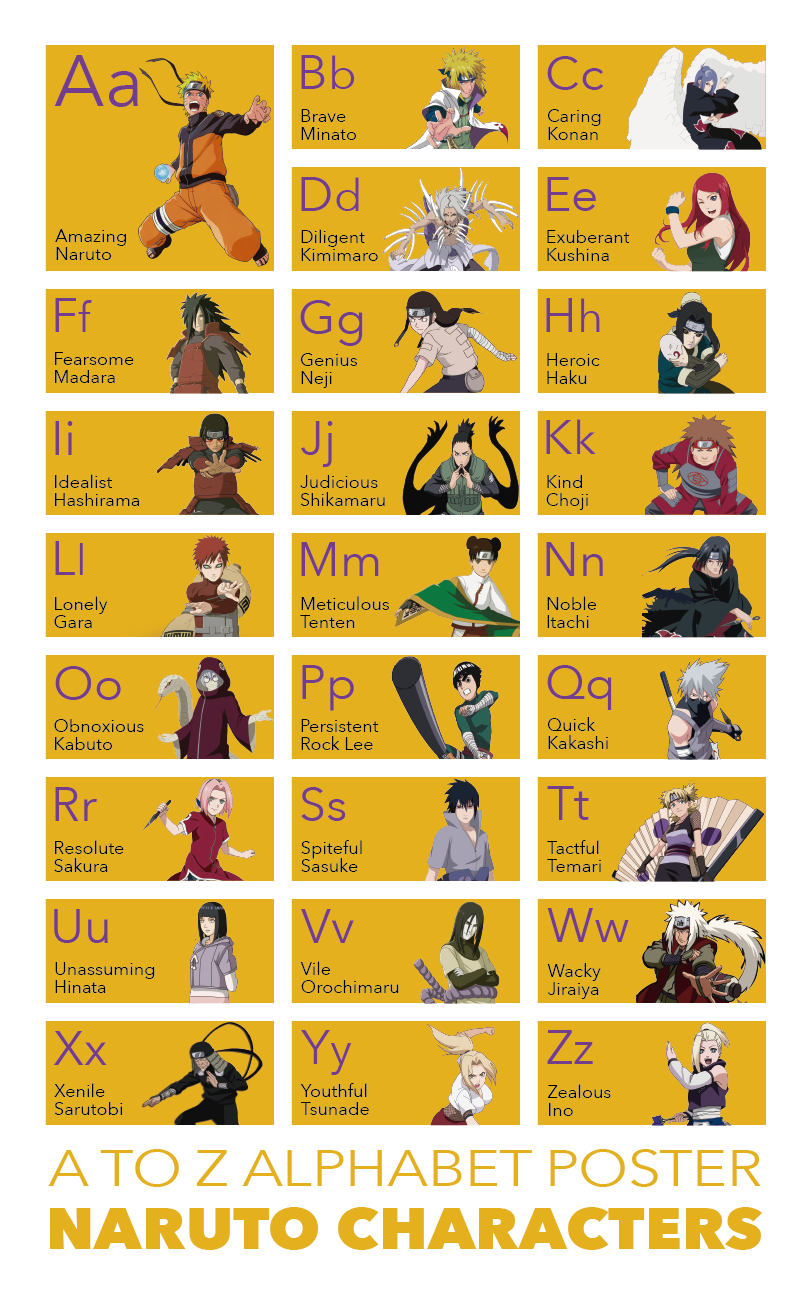 Aa
Amazing
Naruto
Bb
Brave
Minato
Cc
Caring
Konan
Dd
Diligent
Kimimaro
Ee
Exuberant
Kushina
Ff
Fearsome
Madara
Gg
Genius
Neji
Hh
Heroic
Haku
Ii
Idealist
Hashirama
Jj
Judicious
Shikamaru
Kk
Kind
Choji
Ll
Lonely
Gara
Mm
Meticulous
Tenten
Nn
Noble
Itachi
Oo
Obnoxious
Kabuto
Pp
Persistent
Rock Lee
Qq
Quick
Kakashi
Rr
Resolute
Sakura
Ss
Spiteful
Sasuke
Tt
Tactful
Temari
Uu
Unassuming
Hinata
Vv
Vile
Orochimaru
Ww
Wacky
Jiraiya
Xx
Xenile
Sarutobi
Yy
Youthful
Tsunade
Zz
Zealous
Ino
A TO Z ALPHABET POSTER
NARUTO CHARACTERS